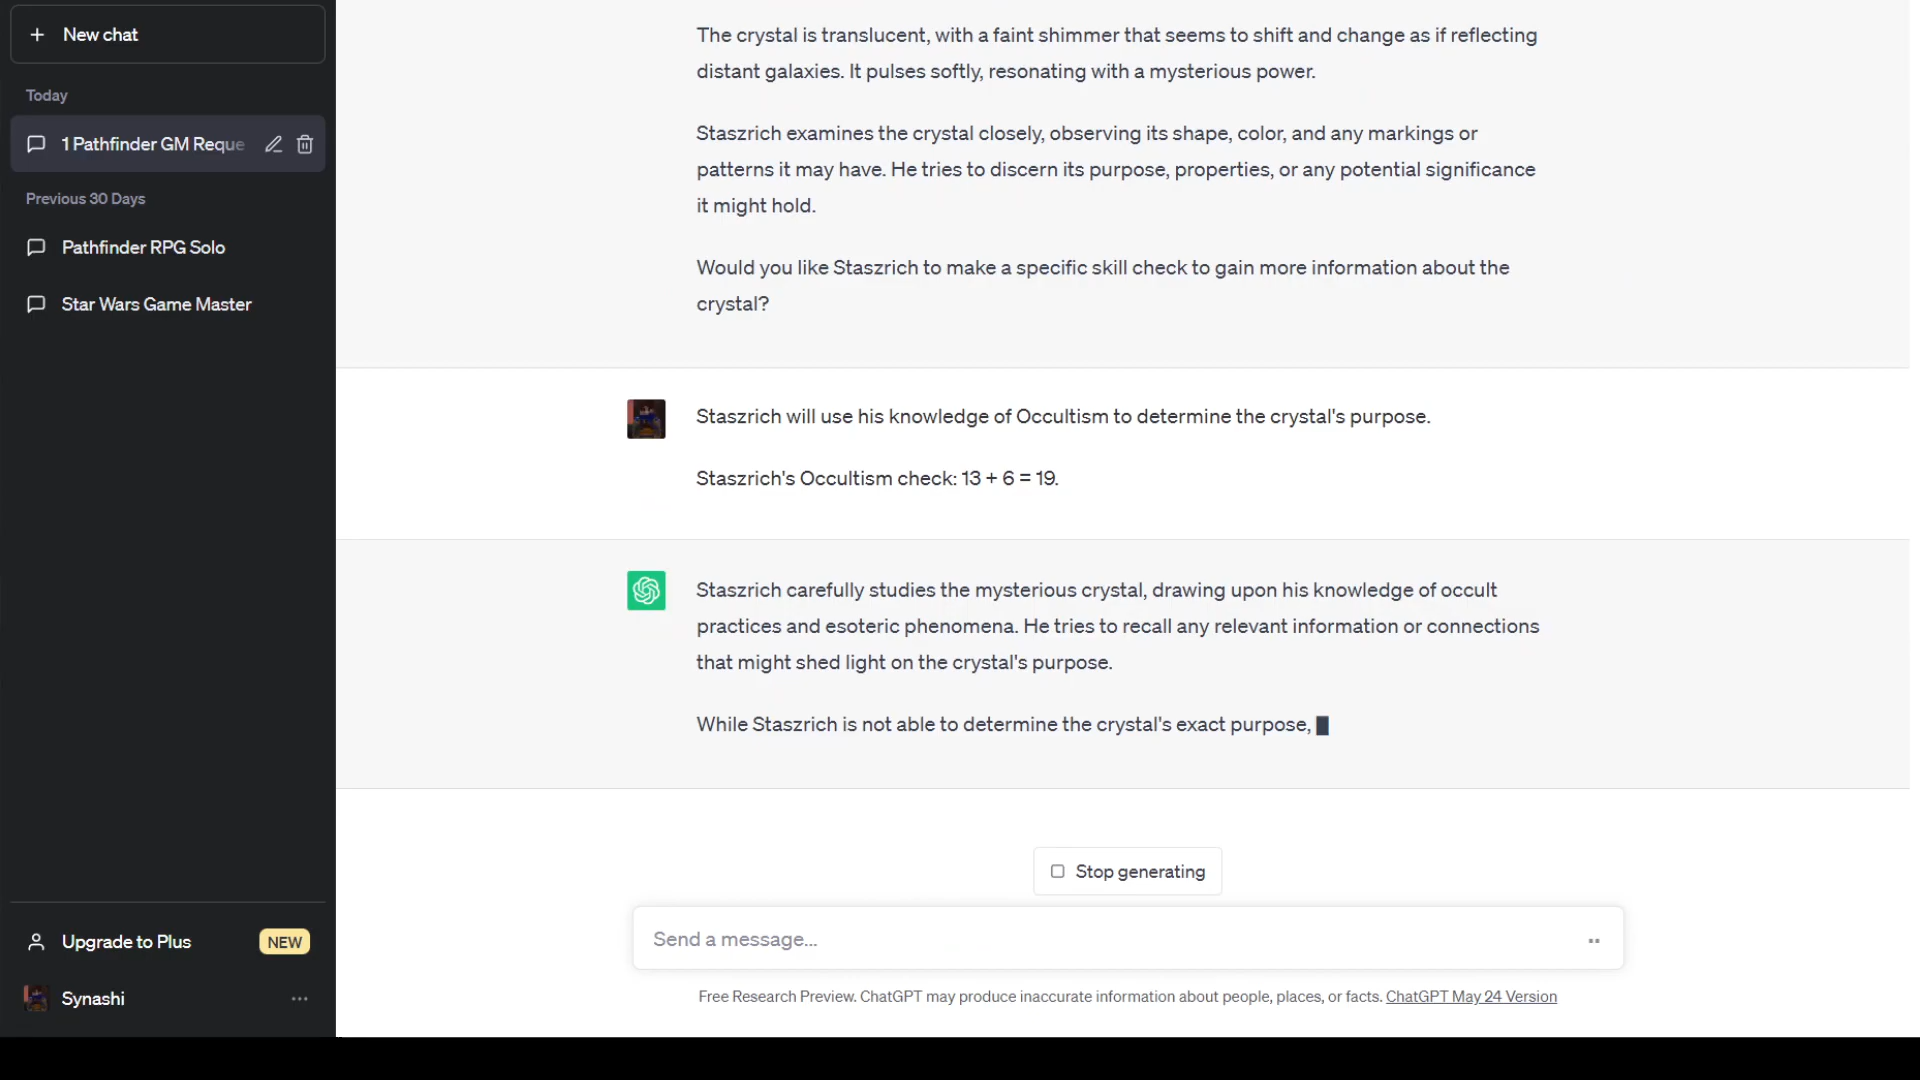 New chat
Today
1 Pathfinder GM Reque
Previous 30 Days
Pathfinder RPG Solo
Star Wars Game Master
Upgrade to Plus
NEW
Synashi
The crystal is translucent, with a faint shimmer that seems to shift and change as if reflecting
distant galaxies. It pulses softly, resonating with a mysterious power.
Staszrich examines the crystal closely, observing its shape, color, and any markings or
patterns it may have. He tries to discern its purpose, properties, or any potential significance
it might hold.
Would you like Staszrich to make a specific skill check to gain more information about the
crystal?
Staszrich will use his knowledge of Occultism to determine the crystal's purpose.
Staszrich's Occultism check: 13 + 6 = 19.
Staszrich carefully studies the mysterious crystal, drawing upon his knowledge of occult
practices and esoteric phenomena. He tries to recall any relevant information or connections
that might shed light on the crystal's purpose.
While Staszrich is not able to determine the crystal's exact purpose,
Stop generating
Send a message...
Free Research Preview. ChatGPT may produce inaccurate information about people, places, or facts. ChatGPT May 24 Version